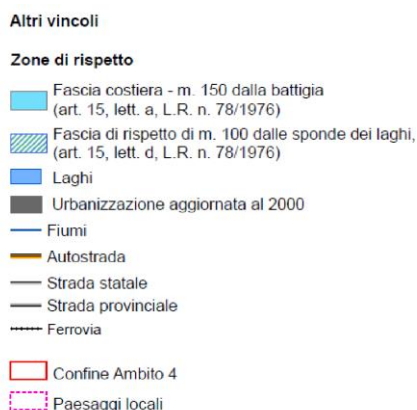 Altri vincoli
Zone di rispetto
Fascia costiera - m. 150 dalla battigia
(art. 15, lett. a, L.R. n. 78/1976)
Fascia di rispetto di m. 100 dalle sponde dei laghi,
(art. 15, lett. d, L.R. n. 78/1976)
Laghi
Urbanizzazione aggiornata al 2000
Fiumi
Autostrada
Strada statale
Strada provinciale
Ferrovia
Confine Ambito 4
Paesaggi locali